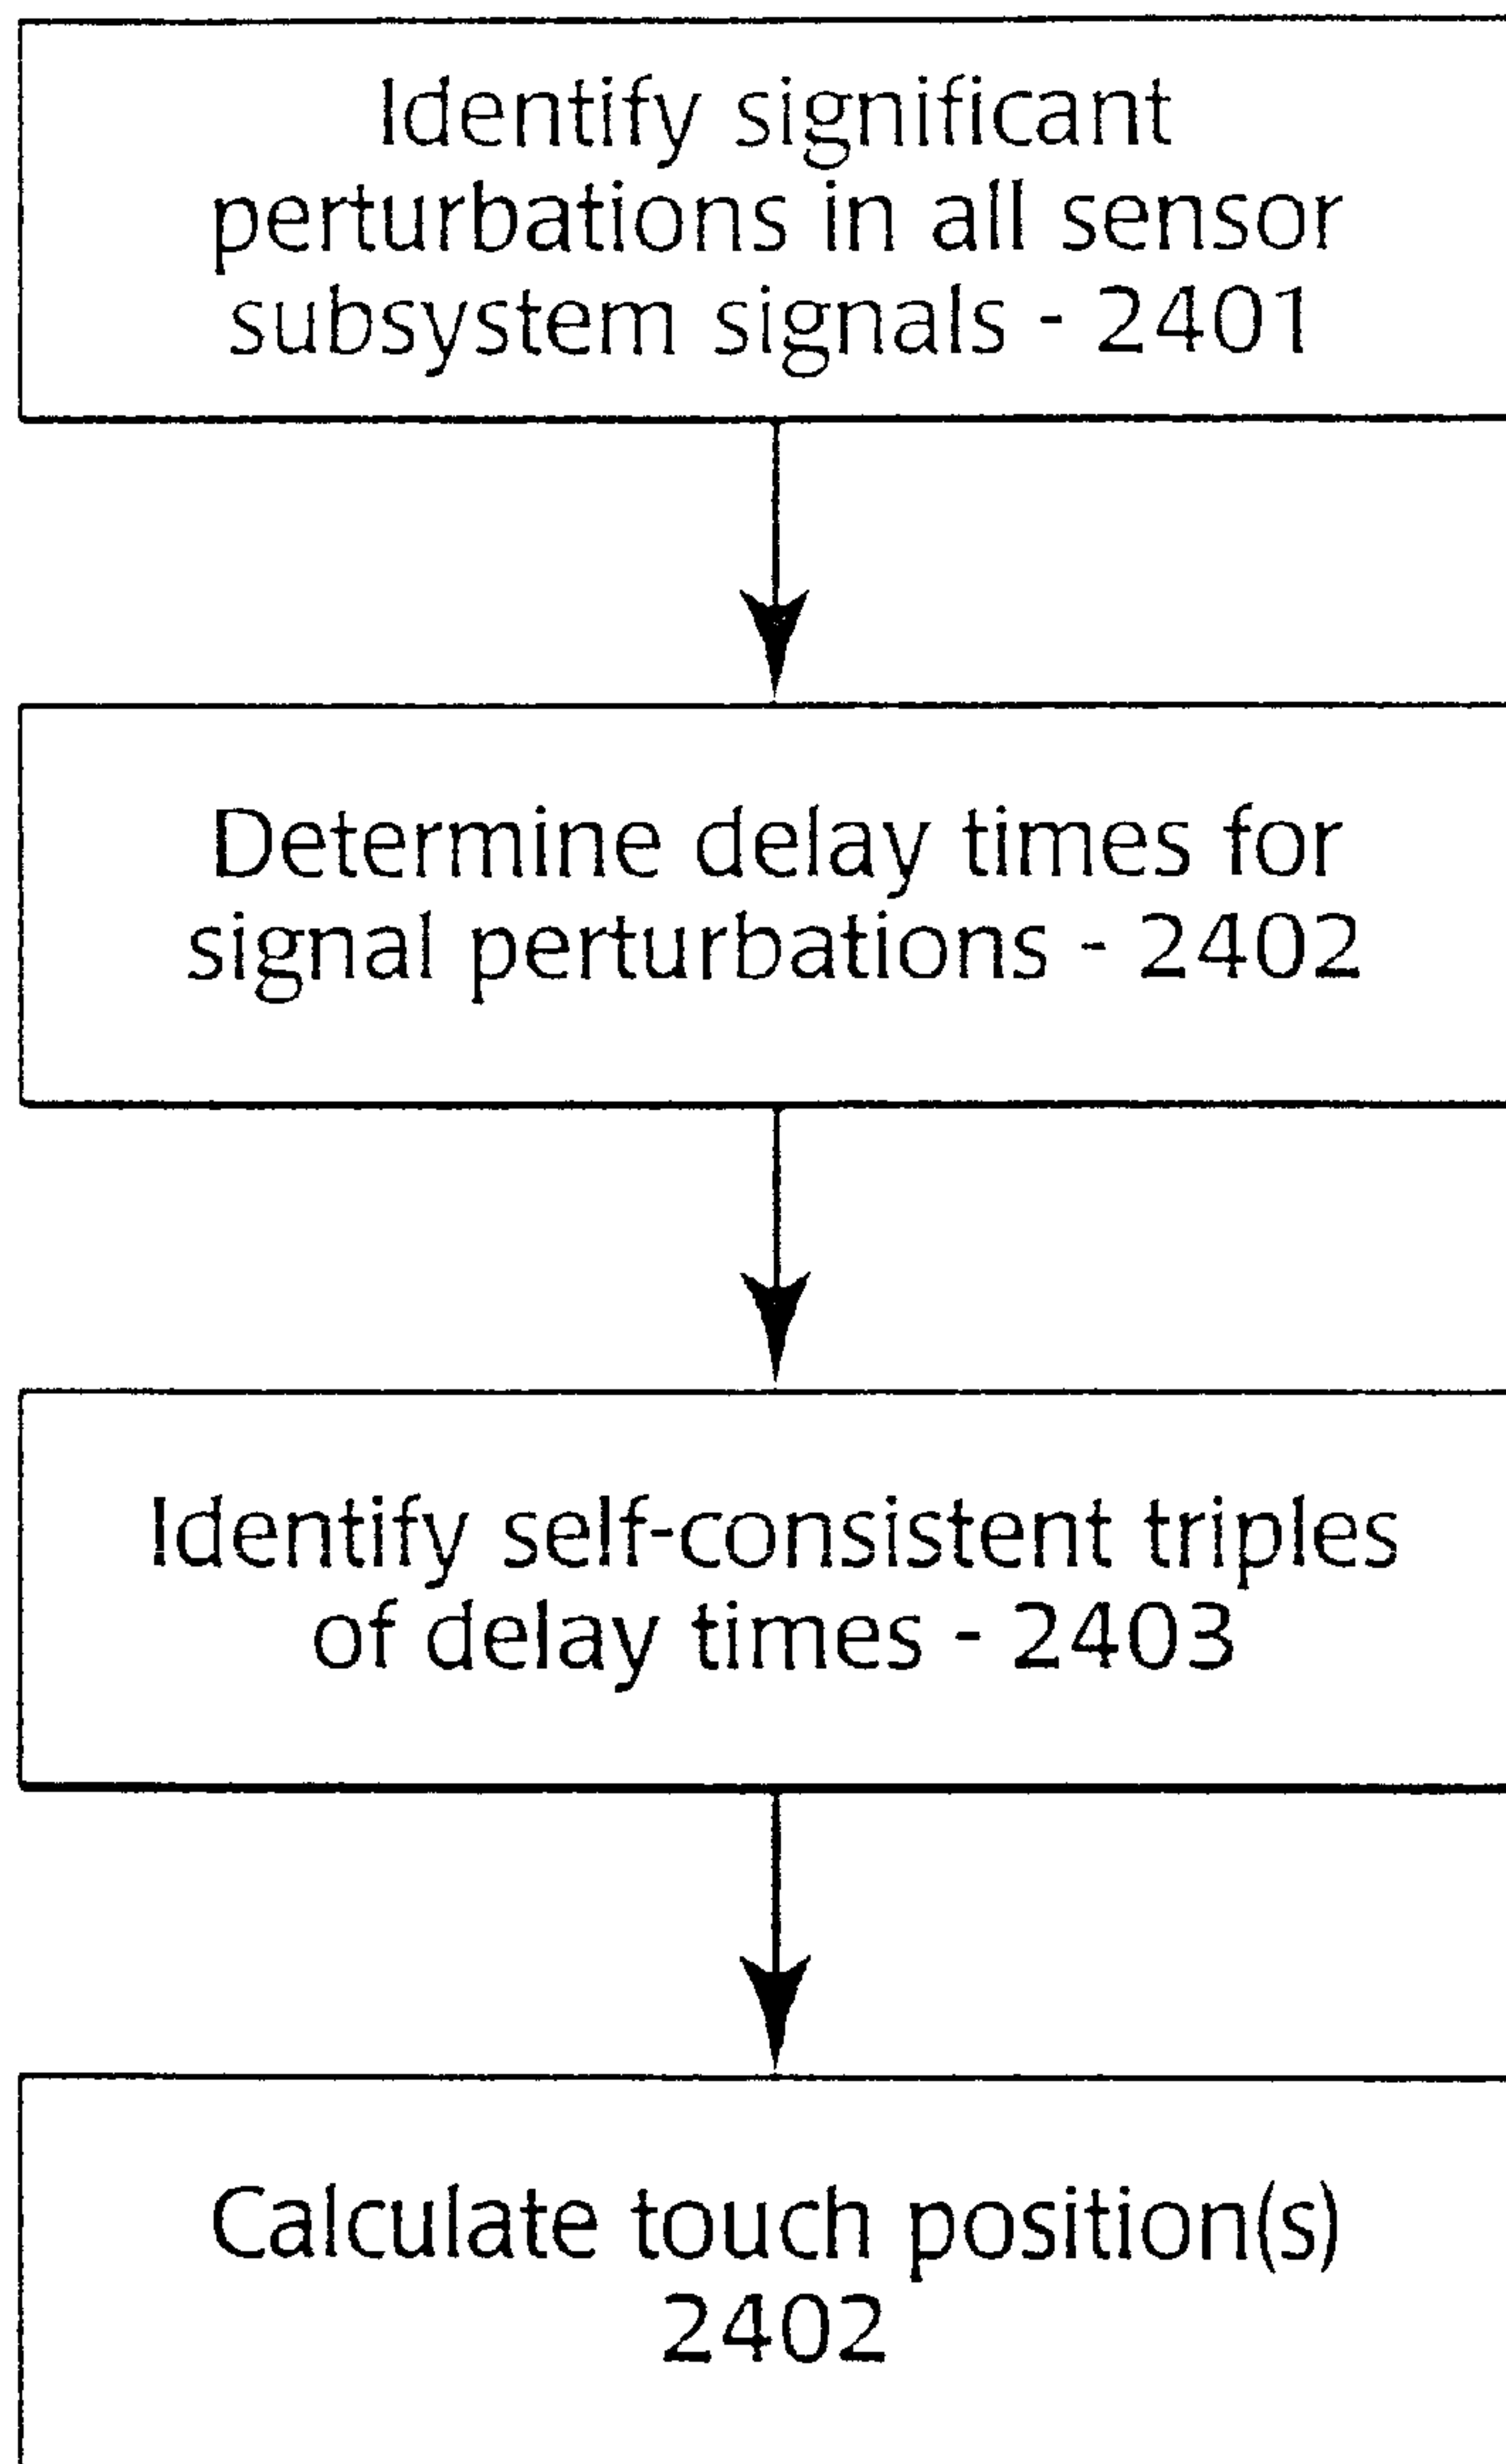 Identify significant
perturbations in all sensor
subsystem signals - 2401
Determine delay times for
signal perturbations - 2402
Identify self-consistent triples
of delay times - 2403
Calculate touch position(s)
2402